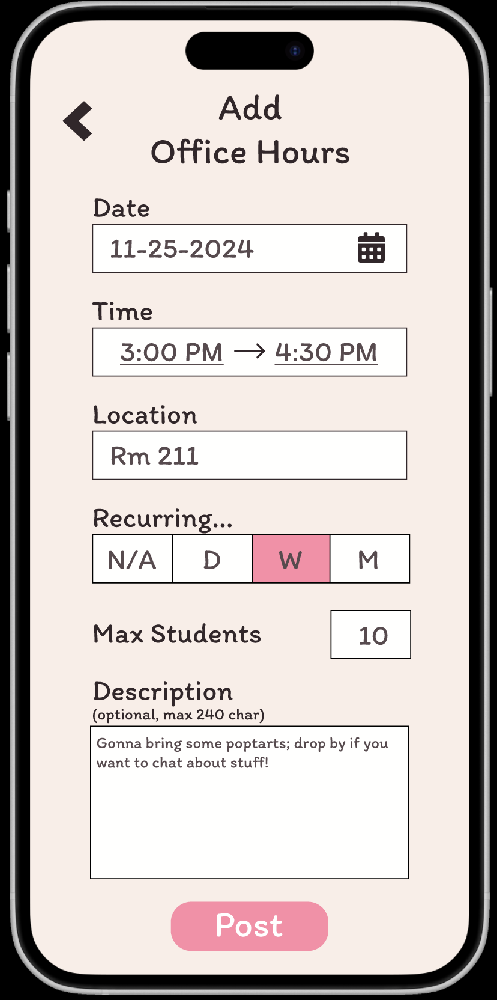 Add
Office Hours
Date
11-25-2024
Time
3:00 PM → 4:30 PM
Location
Rm 211
Recurring...
N/A D W M
Max Students 10
Description
(optional, max 240 char)
Gonna bring some poptarts; drop by if you
want to chat about stuff!
Post